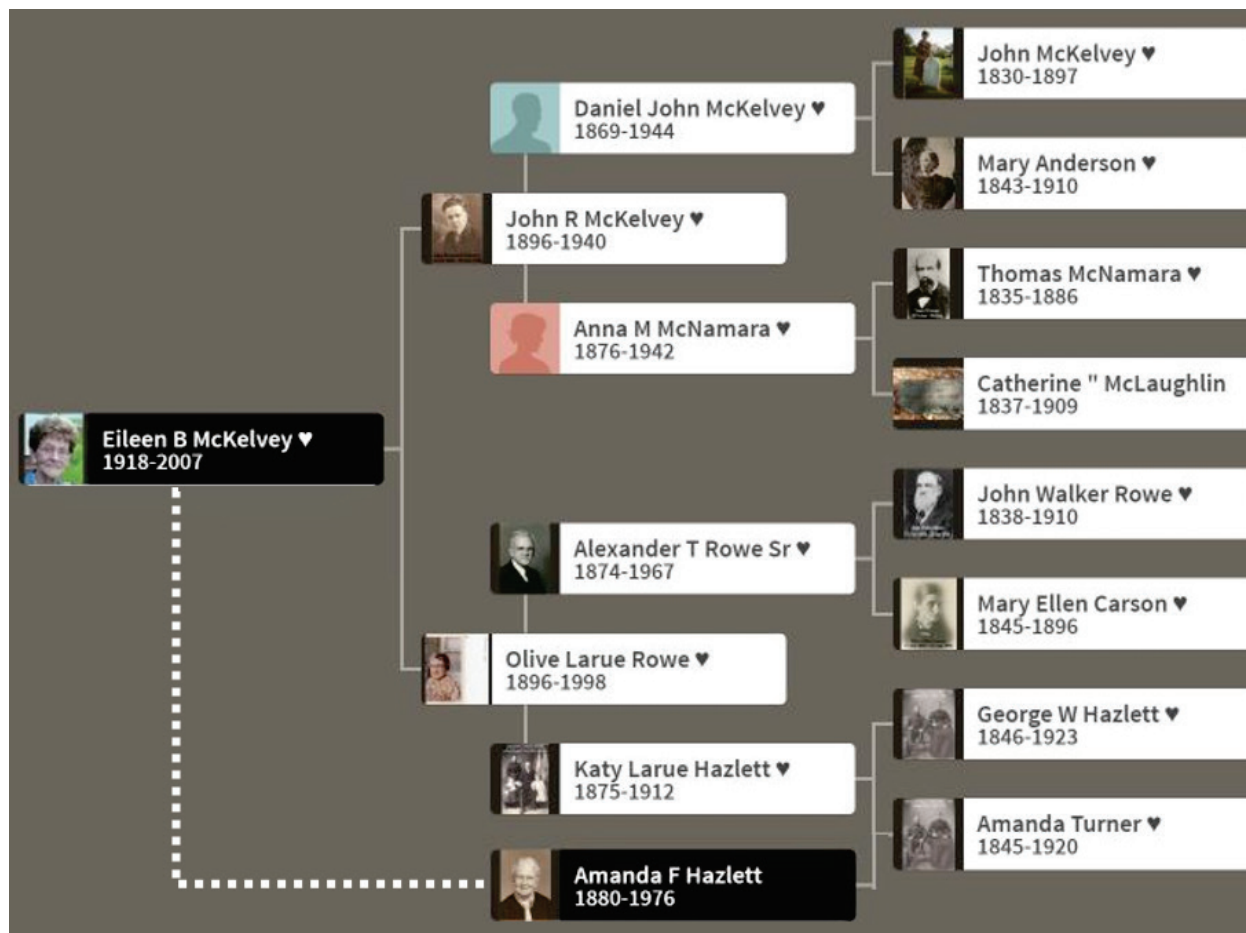 John McKelvey ♥
1830-1897
Daniel John McKelvey ♥
1869-1944
Mary Anderson ♥
1843-1910
John R McKelvey ♥
1896-1940
Thomas McNamara ♥
1835-1886
Anna M McNamara ♥
1876-1942
Catherine " McLaughlin
1837-1909
Eileen B McKelvey ♥
1918-2007
John Walker Rowe ♥
1838-1910
Alexander T Rowe Sr ♥
1874-1967
Mary Ellen Carson ♥
1845-1896
Olive Larue Rowe ♥
1896-1998
George W Hazlett ♥
1846-1923
Katy Larue Hazlett ♥
1875-1912
Amanda Turner ♥
1845-1920
Amanda F Hazlett
1880-1976